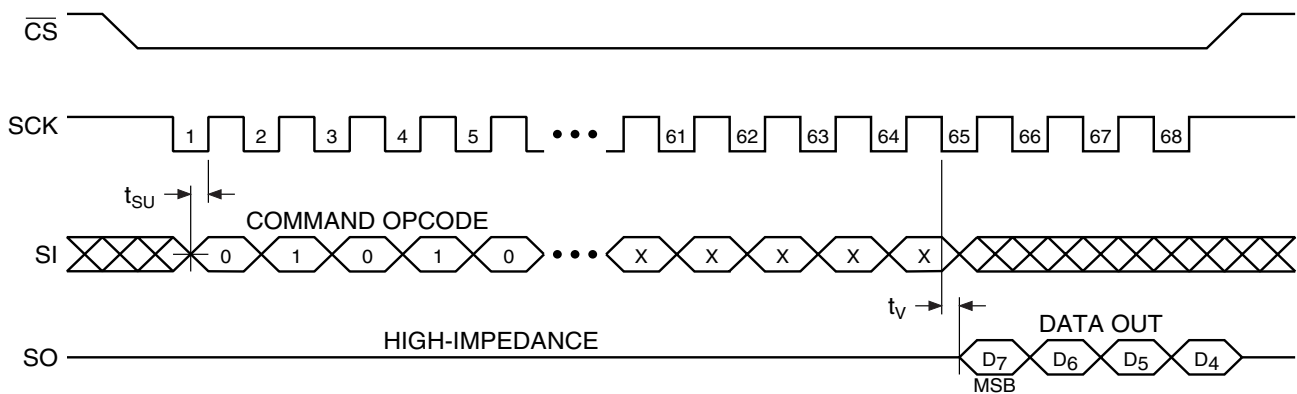 CS
SCK 1 2 3 4 5 ••• 61 62 63 64 65 66 67 68
tSU
COMMAND OPCODE
SI 0 1 0 1 0 ••• X X X X X
tV
HIGH-IMPEDANCE
DATA OUT
SO D7 D6 D5 D4
MSB